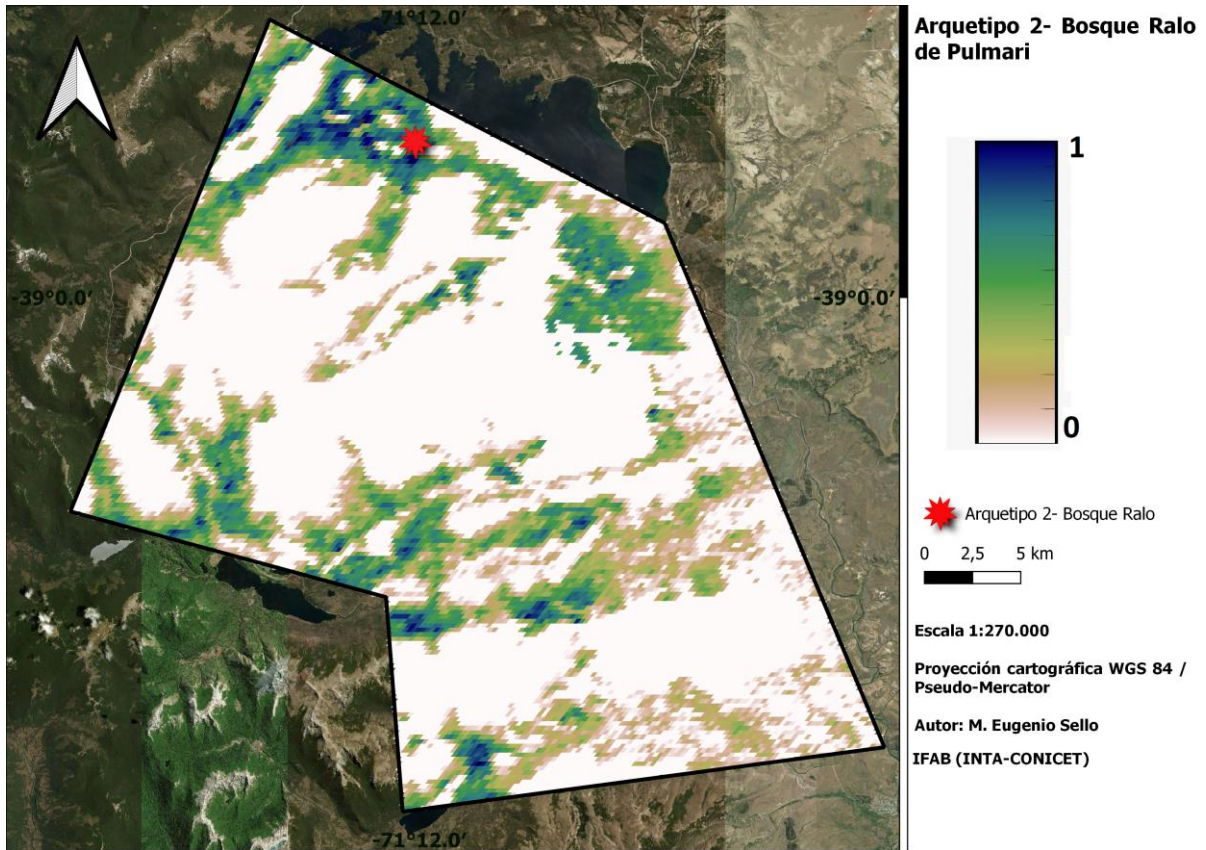 -71°12.0'
-39°0.0'
-39°0.0'
-71°12.0'
Arquetipo 2- Bosque Ralo
de Pulmari
1
0
Arquetipo 2- Bosque Ralo
0 2,5 5 km
Escala 1:270.000
Proyección cartográfica WGS 84 /
Pseudo-Mercator
Autor: M. Eugenio Sello
IFAB (INTA-CONICET)